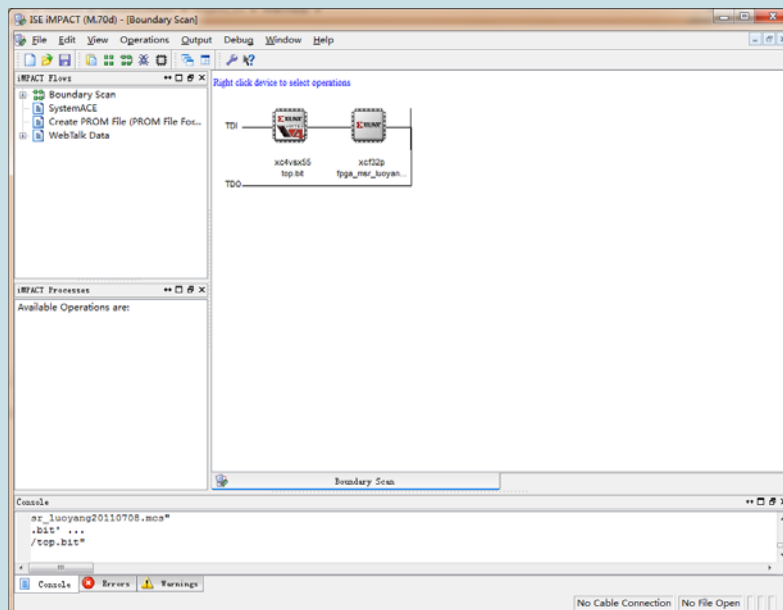 ISE iMPACT (M.70d) - [Boundary Scan]
File Edit View Operations Output Debug Window Help
iMPACT Flows
Right click device to select operations
Boundary Scan
SystemACE
Create PROM File (PROM File For...
WebTalk Data
TDI
XILINX
XILINX
xc4vsx55
top.bit
xcf32p
fpga_msr_luoyan...
TDO
iMPACT Processes
Available Operations are:
Boundary Scan
Console
sr_luoyang20110708.mcs"
.bit' ...
/top.bit"
Console Errors Warnings
No Cable Connection No File Open